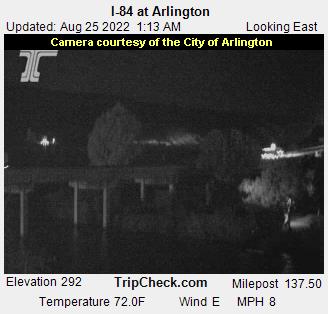 I-84 at Arlington
Updated: Aug 25 2022 1:13 AM Looking East
Camera courtesy of the City of Arlington
Elevation 292 TripCheck.com Milepost 137.50
Temperature 72.0F Wind E MPH 8